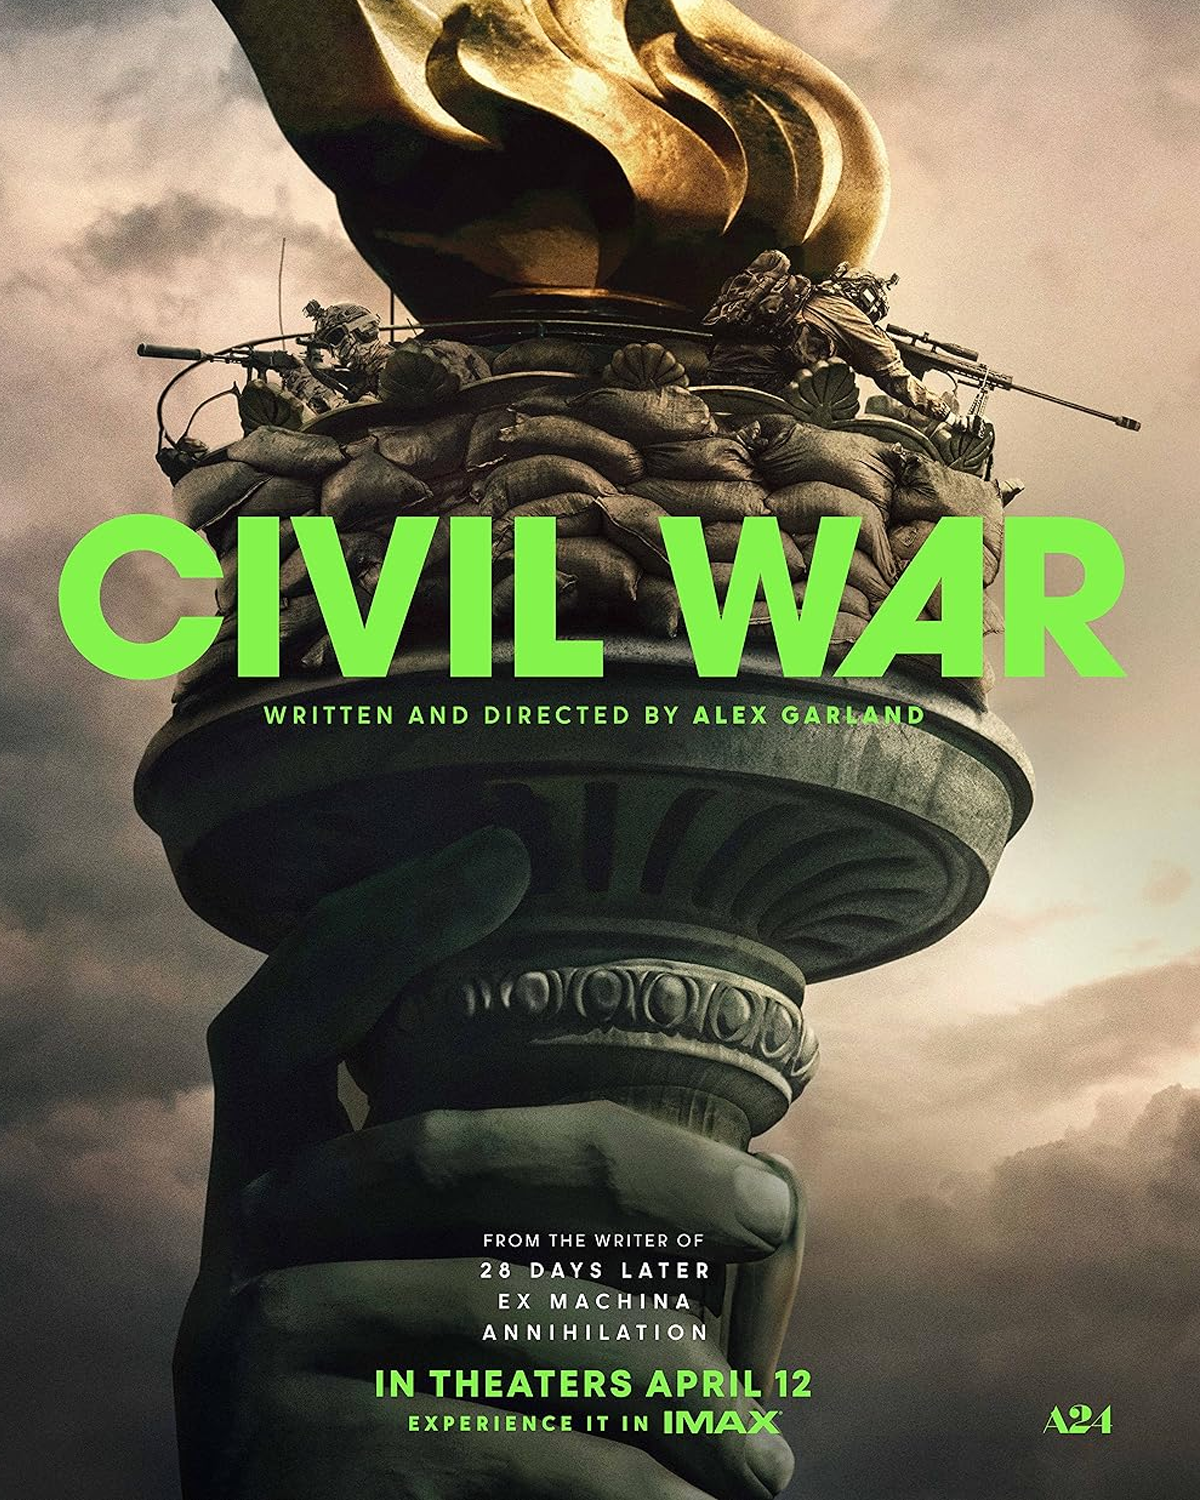 CIVIL WAR
WRITTEN AND DIRECTED BY ALEX GARLAND
FROM THE WRITER OF
28 DAYS LATER
EX MACHINA
ANNIHILATION
IN THEATERS APRIL 12
EXPERIENCE IT IN IMAX
A24